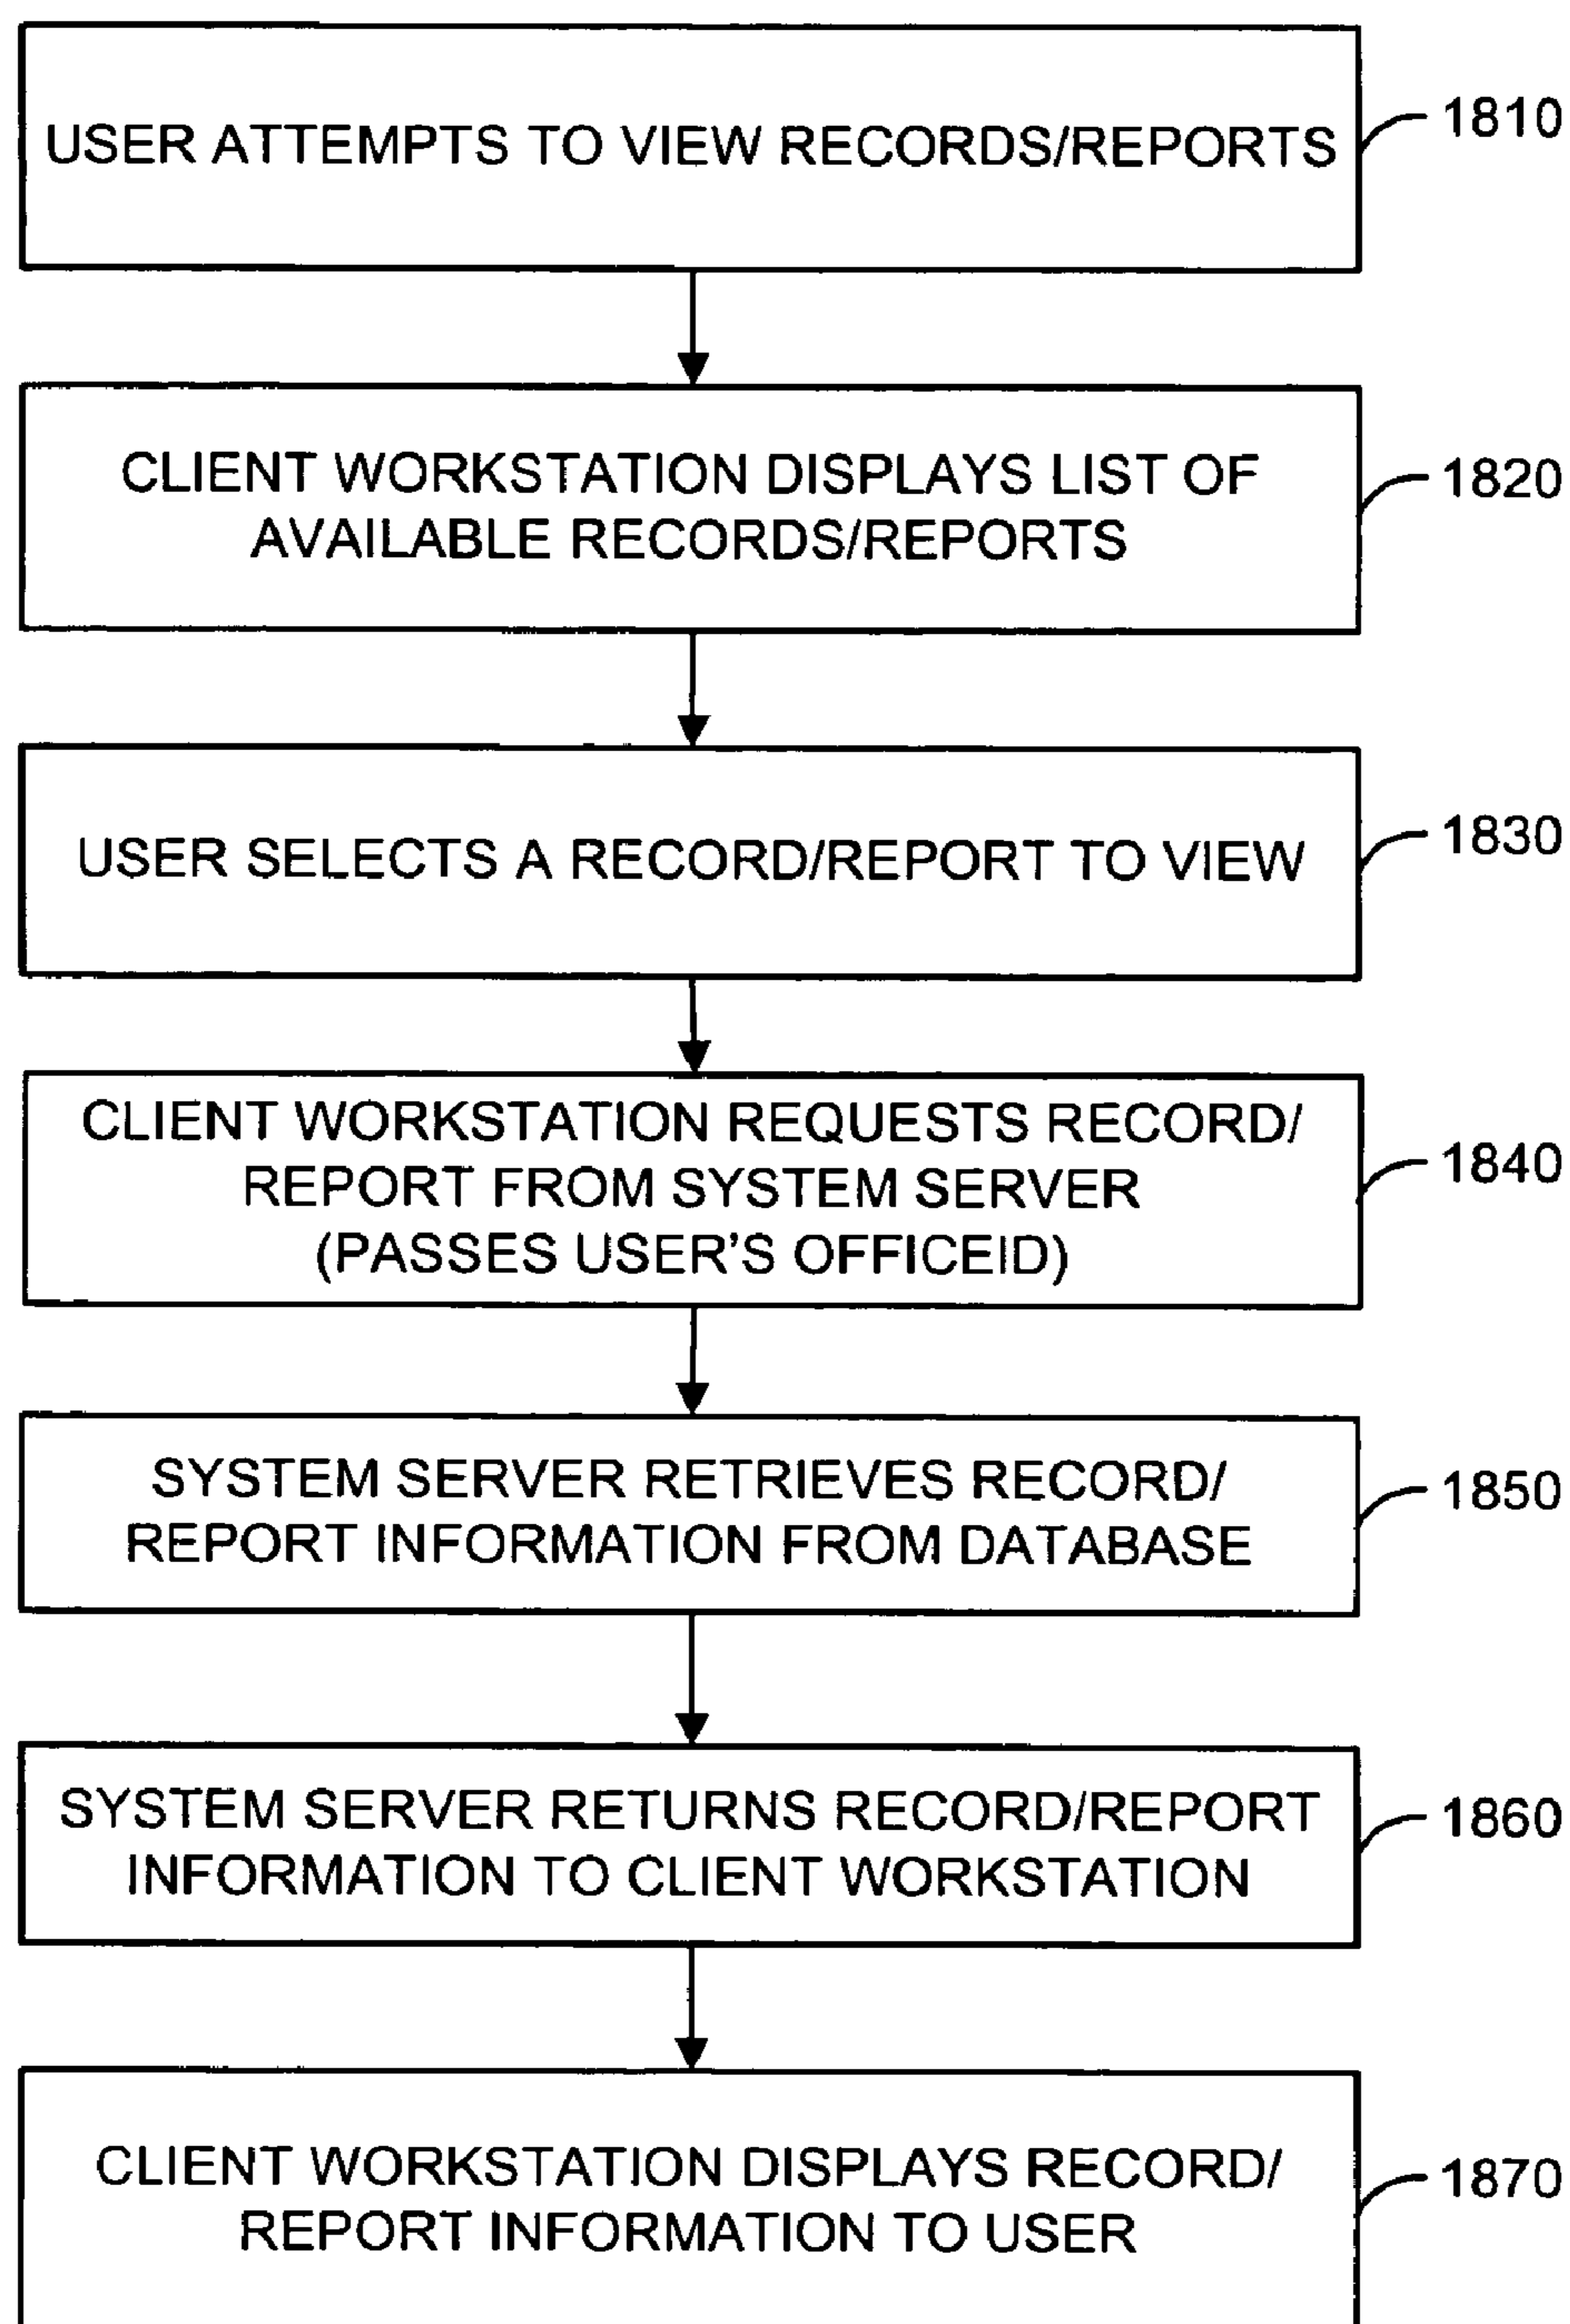 USER ATTEMPTS TO VIEW RECORDS/REPORTS
1810
CLIENT WORKSTATION DISPLAYS LIST OF
AVAILABLE RECORDS/REPORTS
1820
USER SELECTS A RECORD/REPORT TO VIEW
1830
CLIENT WORKSTATION REQUESTS RECORD/
REPORT FROM SYSTEM SERVER
(PASSES USER'S OFFICEID)
1840
SYSTEM SERVER RETRIEVES RECORD/
REPORT INFORMATION FROM DATABASE
1850
SYSTEM SERVER RETURNS RECORD/REPORT
INFORMATION TO CLIENT WORKSTATION
1860
CLIENT WORKSTATION DISPLAYS RECORD/
REPORT INFORMATION TO USER
1870